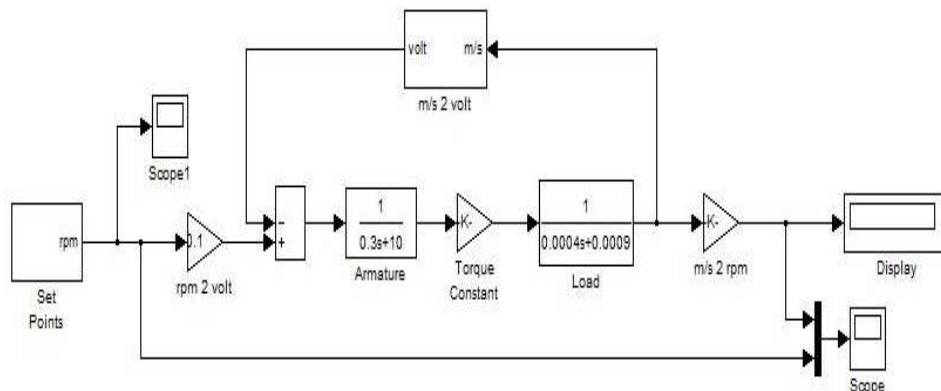 volt m/s
m/s 2 volt
Scope1
rpm
0.1
rpm 2 volt
−
+
1
0.3s+10
Armature
-K-
Torque
Constant
1
0.0004s+0.0009
Load
-K-
m/s 2 rpm
Display
Set
Points
Scope